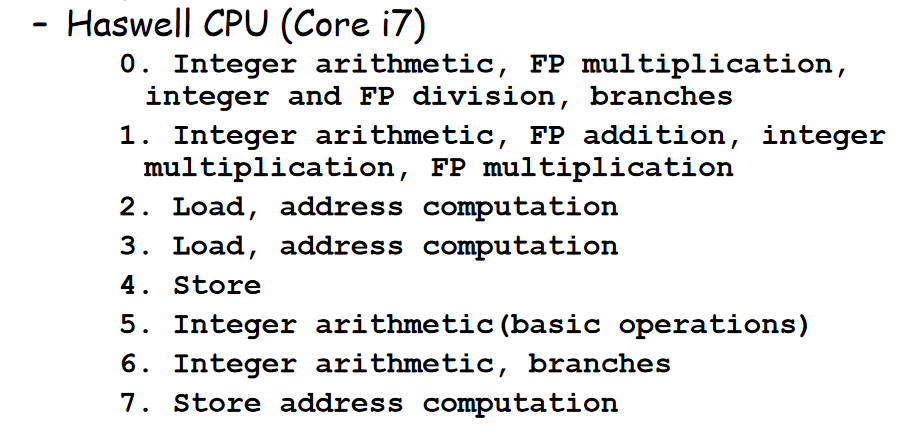 - Haswell CPU (Core i7)
0. Integer arithmetic, FP multiplication,
integer and FP division, branches
1. Integer arithmetic, FP addition, integer
multiplication, FP multiplication
2. Load, address computation
3. Load, address computation
4. Store
5. Integer arithmetic(basic operations)
6. Integer arithmetic, branches
7. Store address computation